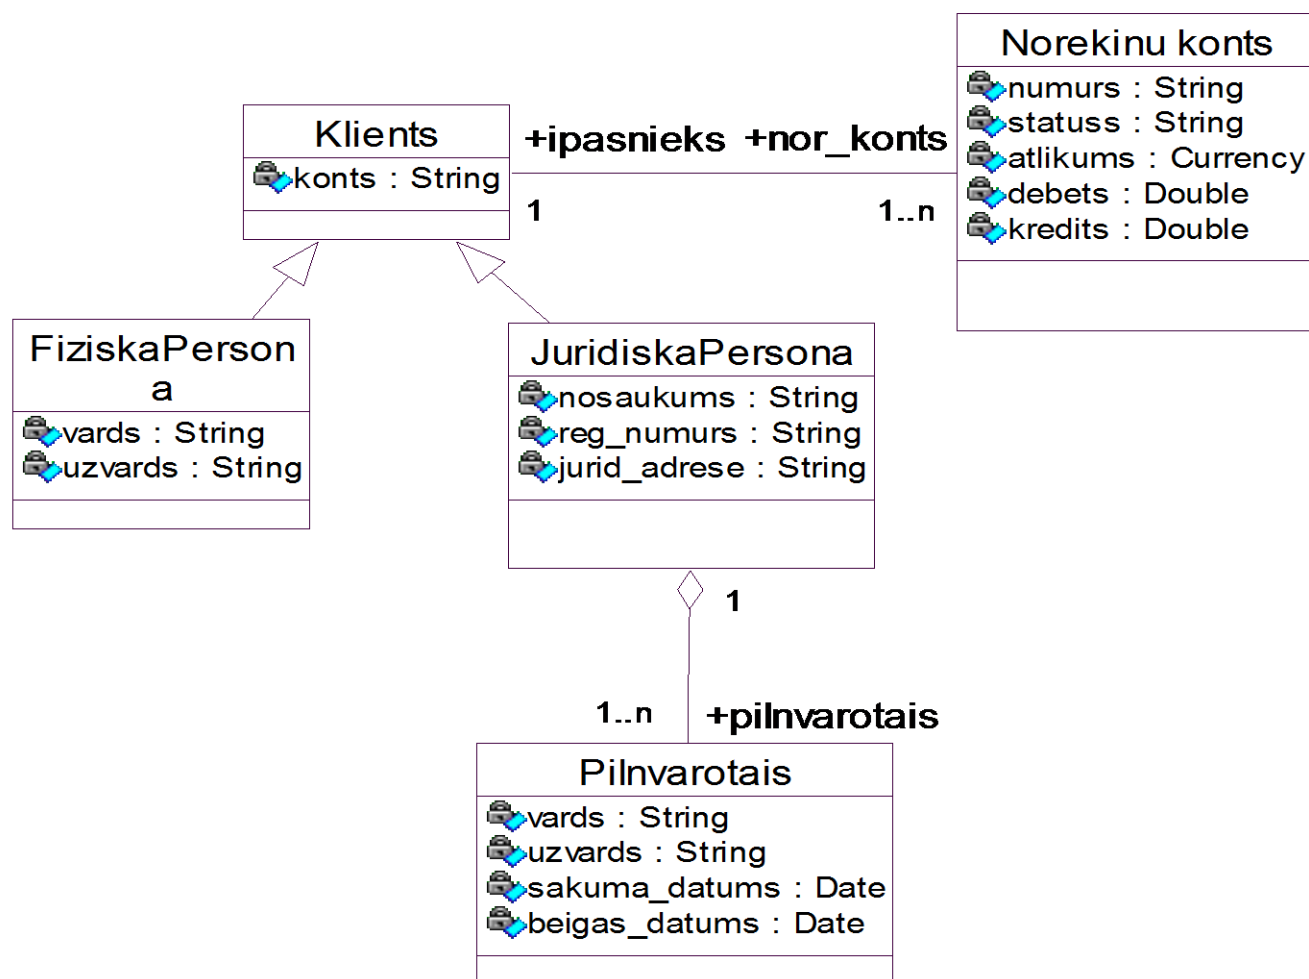 Norekinu konts
numurs : String
statuss : String
atlikums : Currency
debets : Double
kredits : Double
Klients
konts : String
+ipasnieks +nor_konts
1 1..n
FiziskaPerson
a
vards : String
uzvards : String
JuridiskaPersona
nosaukums : String
reg_numurs : String
jurid_adrese : String
1
1..n +pilnvarotais
Pilnvarotais
vards : String
uzvards : String
sakuma_datums : Date
beigas_datums : Date